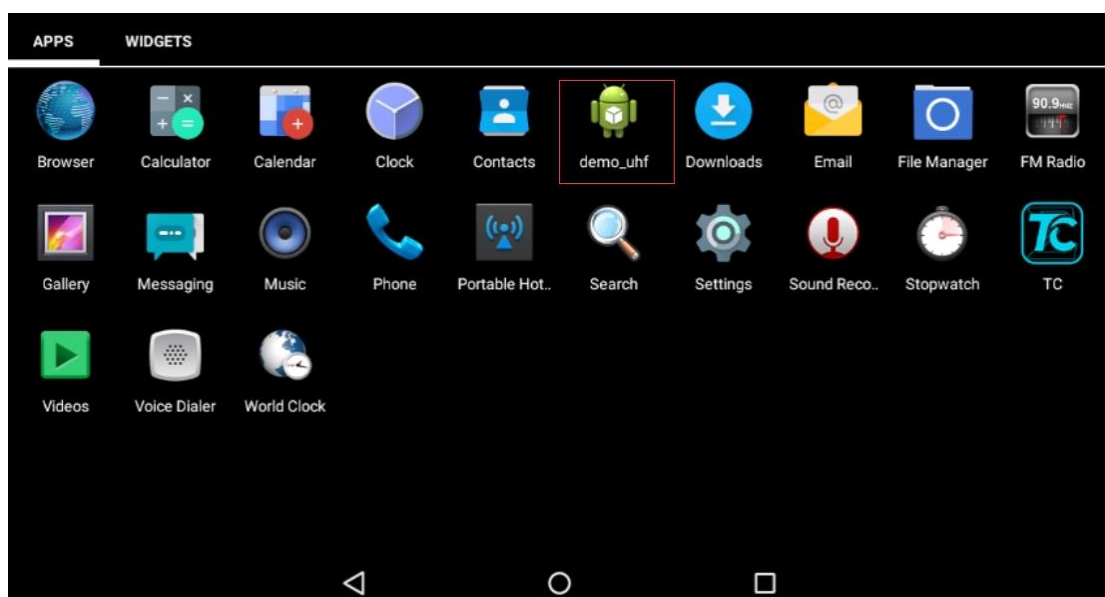 APPS WIDGETS
90.9MHZ
Browser Calculator Calendar Clock Contacts demo_uhf Downloads Email File Manager FM Radio
TC
Gallery Messaging Music Phone Portable Hot.. Search Settings Sound Reco.. Stopwatch TC
Videos Voice Dialer World Clock